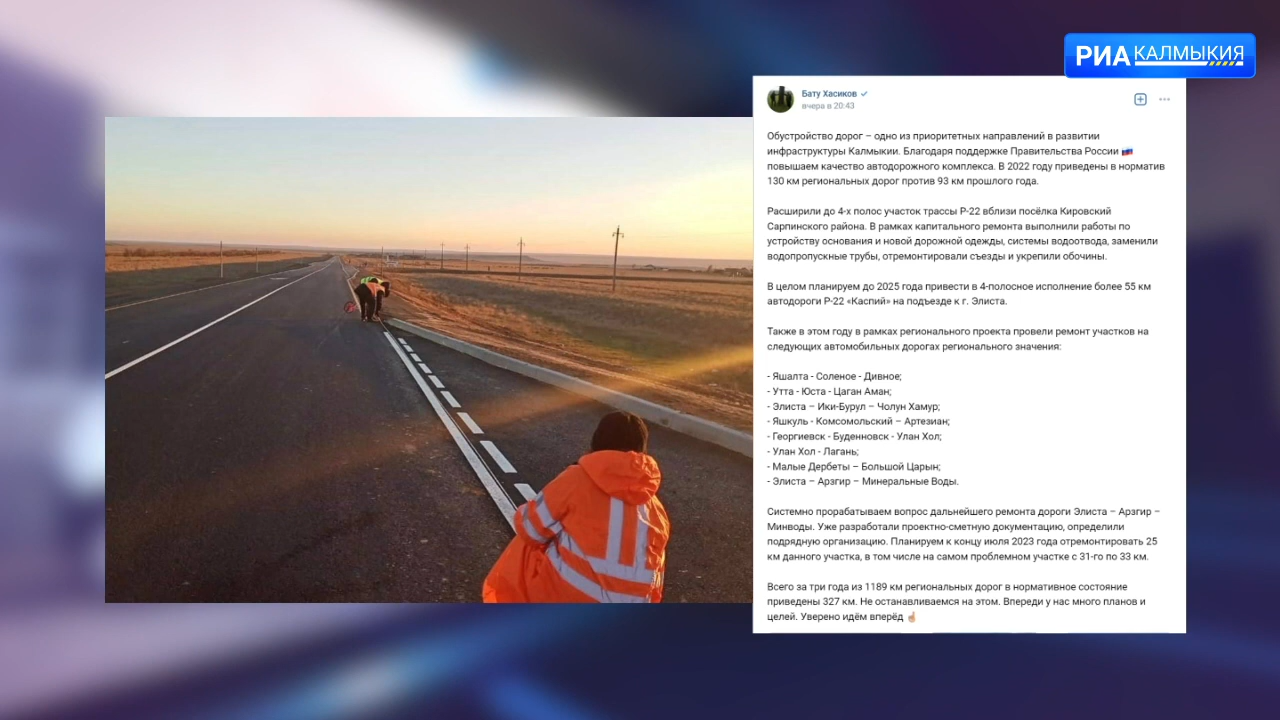 РИА КАЛМЫКИЯ
Бату Хасиков
вчера в 20:43
Обустройство дорог – одно из приоритетных направлений в развитии
инфраструктуры Калмыкии. Благодаря поддержке Правительства России 🇷🇺
повышаем качество автодорожного комплекса. В 2022 году приведены в норматив
130 км региональных дорог против 93 км прошлого года.
Расширили до 4-х полос участок трассы Р-22 вблизи посёлка Кировский
Сарпинского района. В рамках капитального ремонта выполнили работы по
устройству основания и новой дорожной одежды, системы водоотвода, заменили
водопропускные трубы, отремонтировали съезды и укрепили обочины.
В целом планируем до 2025 года привести в 4-полосное исполнение более 55 км
автодороги Р-22 «Каспий» на подъезде к г. Элиста.
Также в этом году в рамках регионального проекта провели ремонт участков на
следующих автомобильных дорогах регионального значения:
- Яшалта - Соленое - Дивное;
- Утта - Юста - Цаган Аман;
- Элиста – Ики-Бурул – Чолун Хамур;
- Яшкуль - Комсомольский – Артезиан;
- Георгиевск - Буденновск - Улан Хол;
- Улан Хол - Лагань;
- Малые Дербеты – Большой Царын;
- Элиста – Арзгир – Минеральные Воды.
Системно прорабатываем вопрос дальнейшего ремонта дороги Элиста – Арзгир –
Минводы. Уже разработали проектно-сметную документацию, определили
подрядную организацию. Планируем к концу июля 2023 года отремонтировать 25
км данного участка, в том числе на самом проблемном участке с 31-го по 33 км.
Всего за три года из 1189 км региональных дорог в нормативное состояние
приведены 327 км. Не останавливаемся на этом. Впереди у нас много планов и
целей. Уверено идём вперёд ☝🏼